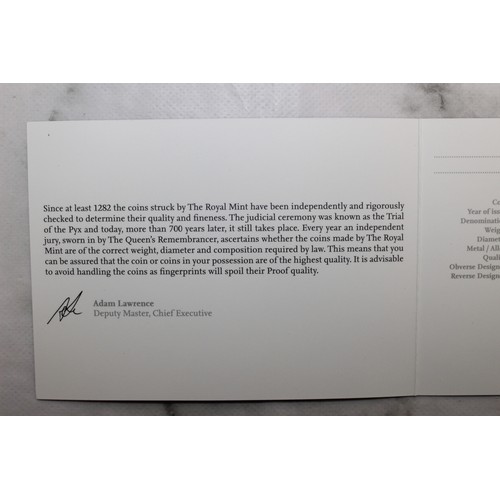 Since at least 1282 the coins struck by The Royal Mint have been independently and rigorously
checked to determine their quality and fineness. The judicial ceremony was known as the Trial
of the Pyx and today, more than 700 years later, it still takes place. Every year an independent
jury, sworn in by The Queen's Remembrancer, ascertains whether the coins made by The Royal
Mint are of the correct weight, diameter and composition required by law. This means that you
can be assured that the coin or coins in your possession are of the highest quality. It is advisable
to avoid handling the coins as fingerprints will spoil their Proof quality.
Adam Lawrence
Deputy Master, Chief Executive
Co
Year of issu
Denominatio
Weig
Diamet
Metal / All
Quali
Obverse Design
Reverse Design